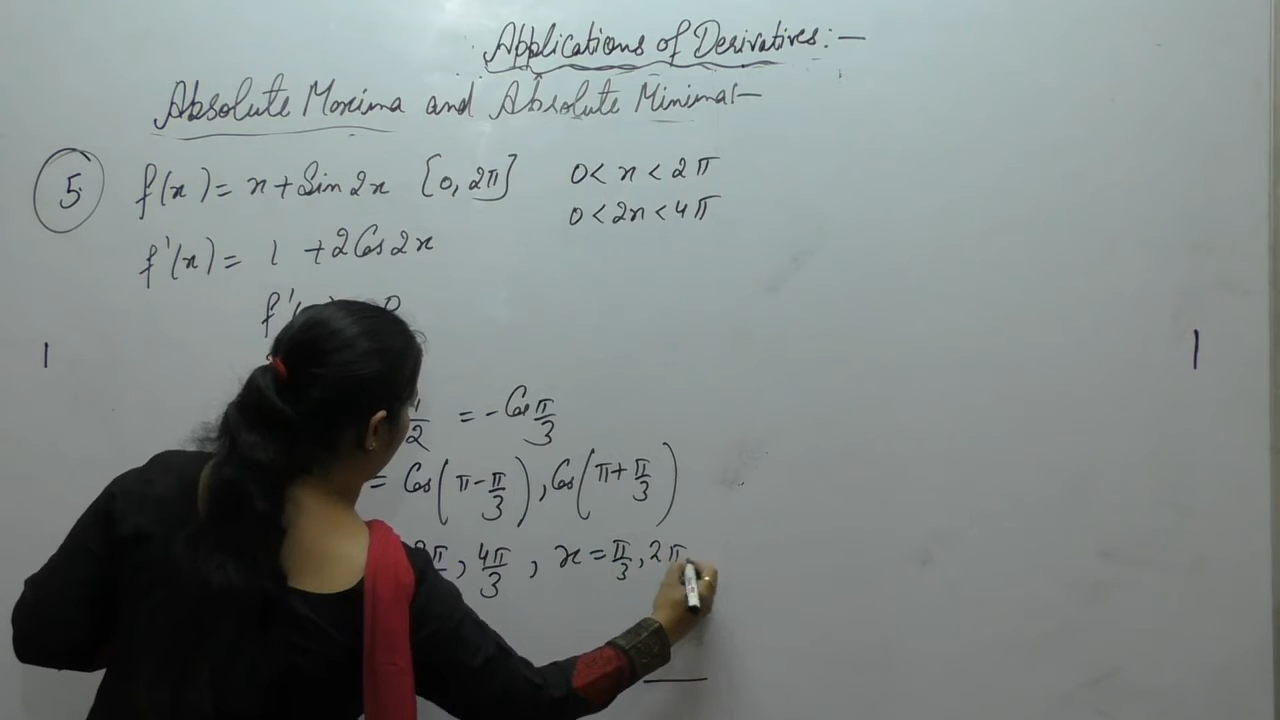 Applications of Derivatives:-
Absolute Maxima and Absolute Minima:-
5 f(x) = x + Sin 2x [0, 2π] 0 < x < 2π
0 < 2x < 4π
f'(x) = 1 + 2 Cos 2x
f'( 0
1/2 = - Cos π/3
= Cos(π - π/3), Cos(π + π/3)
2π, 4π/3, x = π/3, 2π